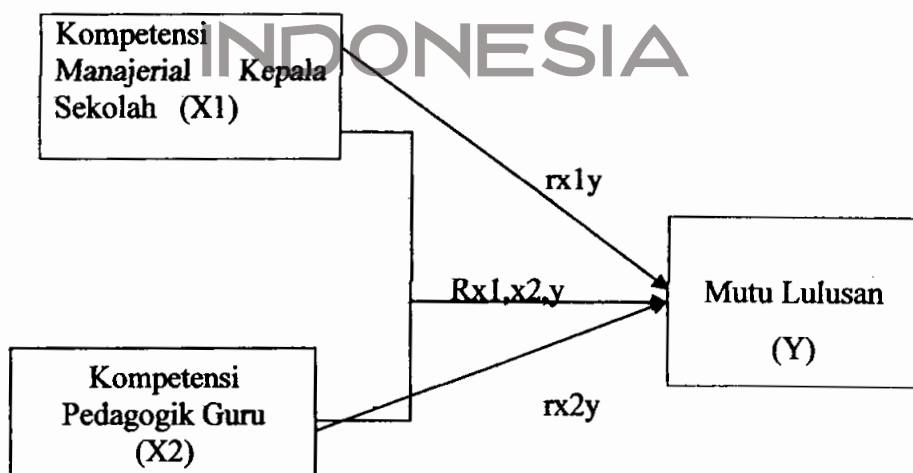 INDONESIA
Kompetensi
Manajerial Kepala
Sekolah (X1)
rx1y
Rx1,x2,y
Mutu Lulusan
(Y)
Kompetensi
Pedagogik Guru
(X2)
rx2y